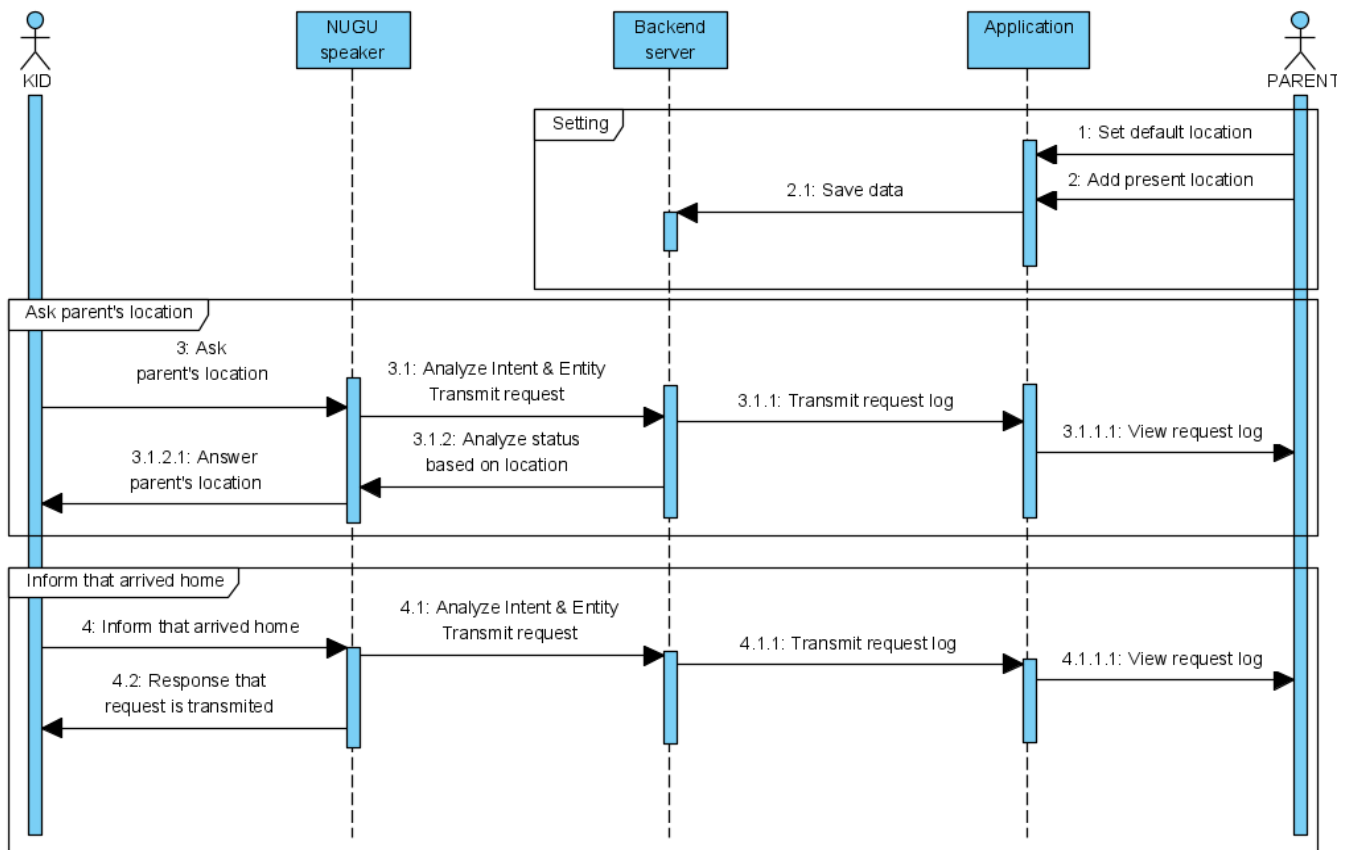 NUGU
speaker
Backend
server
Application
KID
PARENT
Setting
1: Set default location
2: Add present location
2.1: Save data
Ask parent's location
3: Ask
parent's location
3.1: Analyze Intent & Entity
Transmit request
3.1.1: Transmit request log
3.1.1.1: View request log
3.1.2: Analyze status
based on location
3.1.2.1: Answer
parent's location
Inform that arrived home
4: Inform that arrived home
4.1: Analyze Intent & Entity
Transmit request
4.1.1: Transmit request log
4.1.1.1: View request log
4.2: Response that
request is transmited